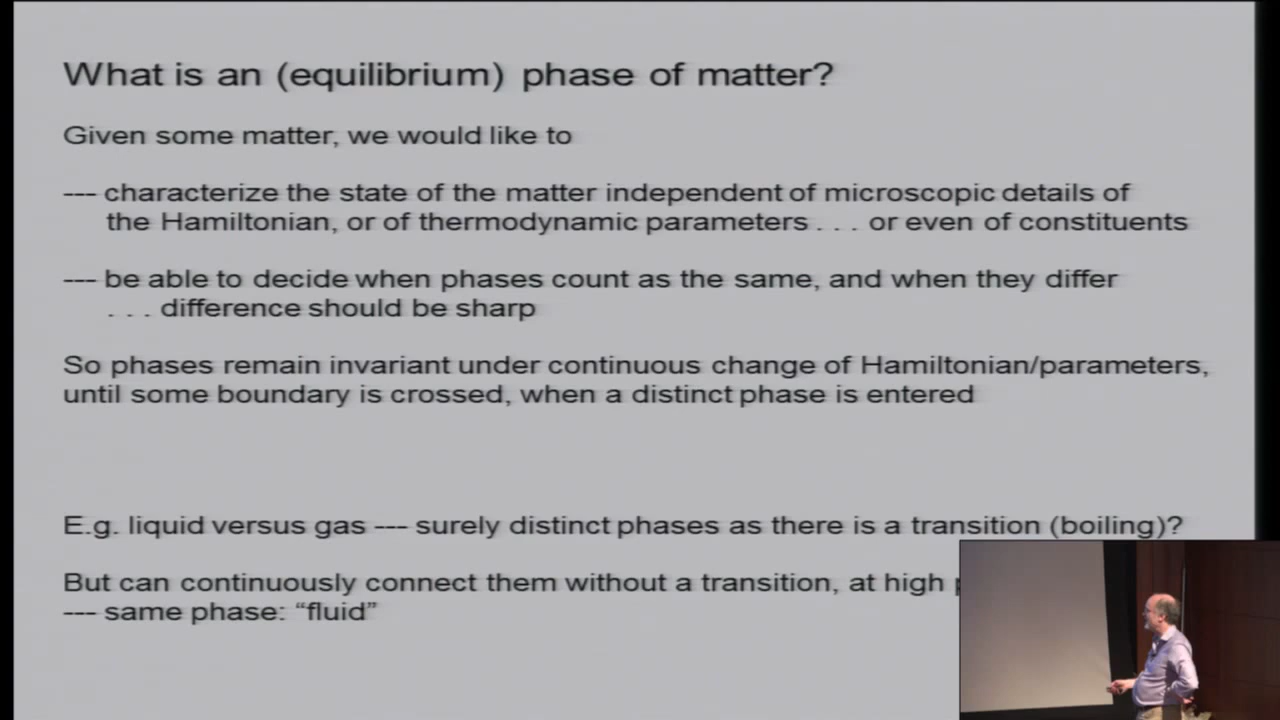 What is an (equilibrium) phase of matter?
Given some matter, we would like to
--- characterize the state of the matter independent of microscopic details of
the Hamiltonian, or of thermodynamic parameters . . . or even of constituents
--- be able to decide when phases count as the same, and when they differ
. . . difference should be sharp
So phases remain invariant under continuous change of Hamiltonian/parameters,
until some boundary is crossed, when a distinct phase is entered
E.g. liquid versus gas --- surely distinct phases as there is a transition (boiling)?
But can continuously connect them without a transition, at high
--- same phase: “fluid”